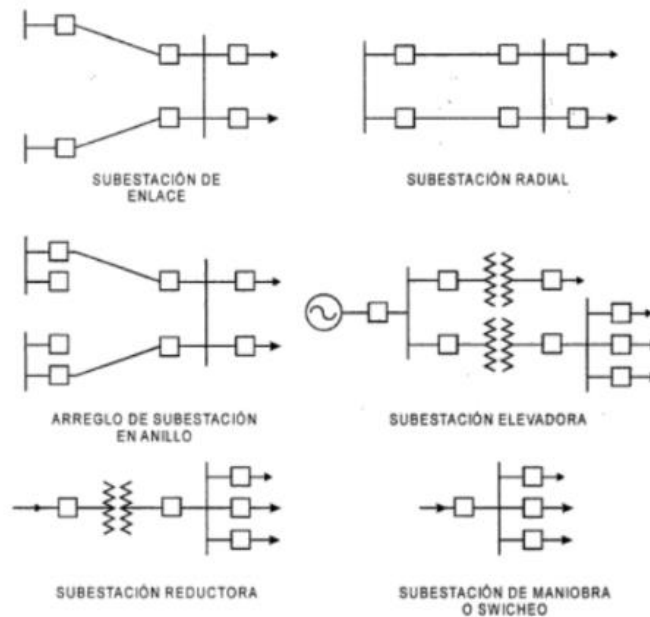 SUBESTACIÓN DE
ENLACE
SUBESTACIÓN RADIAL
ARREGLO DE SUBESTACIÓN
EN ANILLO
SUBESTACIÓN ELEVADORA
SUBESTACIÓN REDUCTORA
SUBESTACIÓN DE MANIOBRA
O SWICHEO